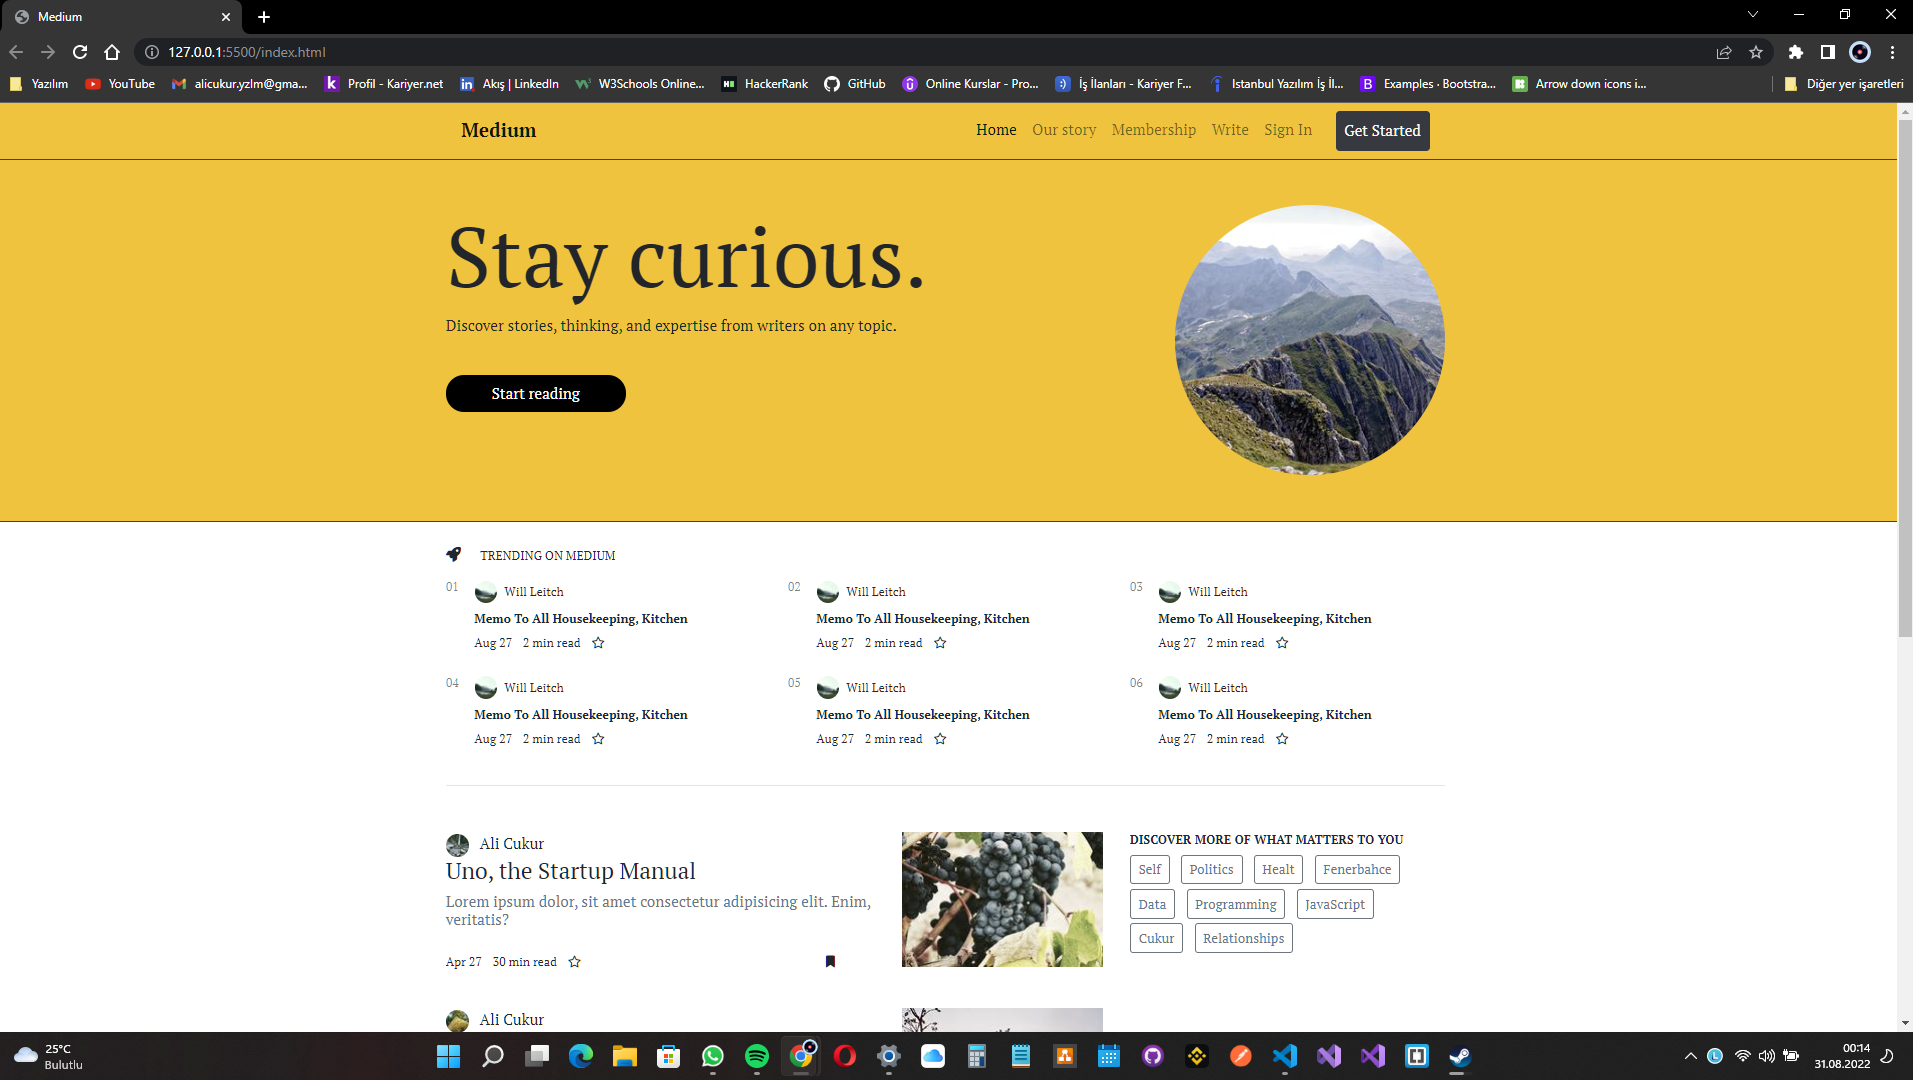 Medium
127.0.0.1:5500/index.html
Yazılım YouTube alicukur.yzlm@gma... Profil - Kariyer.net Akış | LinkedIn W3Schools Online... HackerRank GitHub Online Kurslar - Pro... İş İlanları - Kariyer F... Istanbul Yazılım İş İl... Examples · Bootstra... Arrow down icons i... Diğer yer işaretleri
Medium Home Our story Membership Write Sign In Get Started
Stay curious.
Discover stories, thinking, and expertise from writers on any topic.
Start reading
TRENDING ON MEDIUM
01 Will Leitch 02 Will Leitch 03 Will Leitch
Memo To All Housekeeping, Kitchen Memo To All Housekeeping, Kitchen Memo To All Housekeeping, Kitchen
Aug 27 2 min read Aug 27 2 min read Aug 27 2 min read
04 Will Leitch 05 Will Leitch 06 Will Leitch
Memo To All Housekeeping, Kitchen Memo To All Housekeeping, Kitchen Memo To All Housekeeping, Kitchen
Aug 27 2 min read Aug 27 2 min read Aug 27 2 min read
Ali Cukur
Uno, the Startup Manual
Lorem ipsum dolor, sit amet consectetur adipisicing elit. Enim,
veritatis?
Apr 27 30 min read
DISCOVER MORE OF WHAT MATTERS TO YOU
Self Politics Healt Fenerbahce
Data Programming JavaScript
Cukur Relationships
Ali Cukur
25°C
Bulutlu
00:14
31.08.2022